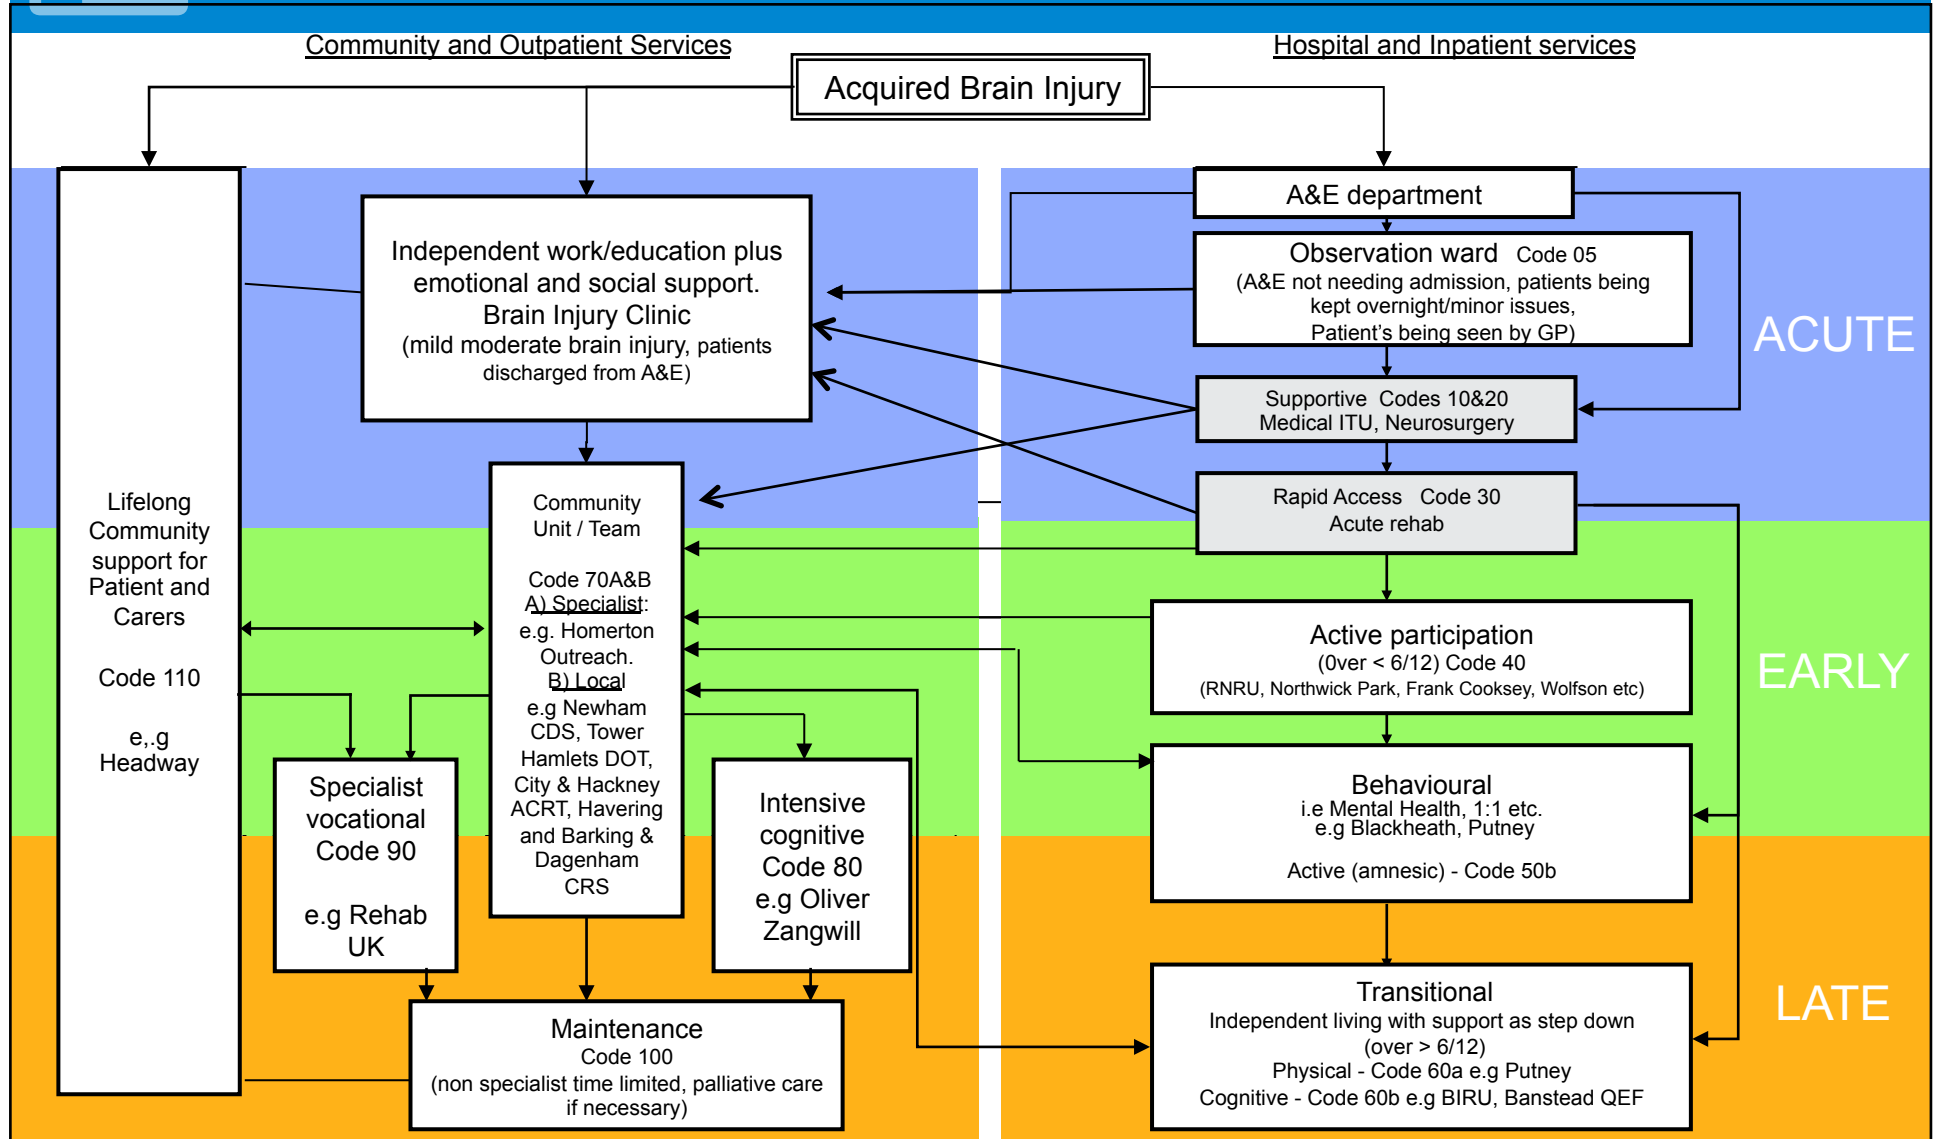 Community and Outpatient Services
Hospital and Inpatient services
Acquired Brain Injury
A&E department
Observation ward Code 05
(A&E not needing admission, patients being
kept overnight/minor issues,
Patient's being seen by GP)
ACUTE
Independent work/education plus
emotional and social support.
Brain Injury Clinic
(mild moderate brain injury, patients
discharged from A&E)
Supportive Codes 10&20
Medical ITU, Neurosurgery
Rapid Access Code 30
Acute rehab
Lifelong
Community
support for
Patient and
Carers
Code 110
e,.g
Headway
Community
Unit / Team
Code 70A&B
A) Specialist:
e.g. Homerton
Outreach.
B) Local
e.g Newham
CDS, Tower
Hamlets DOT,
City & Hackney
ACRT, Havering
and Barking &
Dagenham
CRS
Active participation
(0ver < 6/12) Code 40
(RNRU, Northwick Park, Frank Cooksey, Wolfson etc)
EARLY
Specialist
vocational
Code 90
e.g Rehab
UK
Intensive
cognitive
Code 80
e.g Oliver
Zangwill
Behavioural
i.e Mental Health, 1:1 etc.
e.g Blackheath, Putney
Active (amnesic) - Code 50b
Maintenance
Code 100
(non specialist time limited, palliative care
if necessary)
Transitional
Independent living with support as step down
(over > 6/12)
Physical - Code 60a e.g Putney
Cognitive - Code 60b e.g BIRU, Banstead QEF
LATE